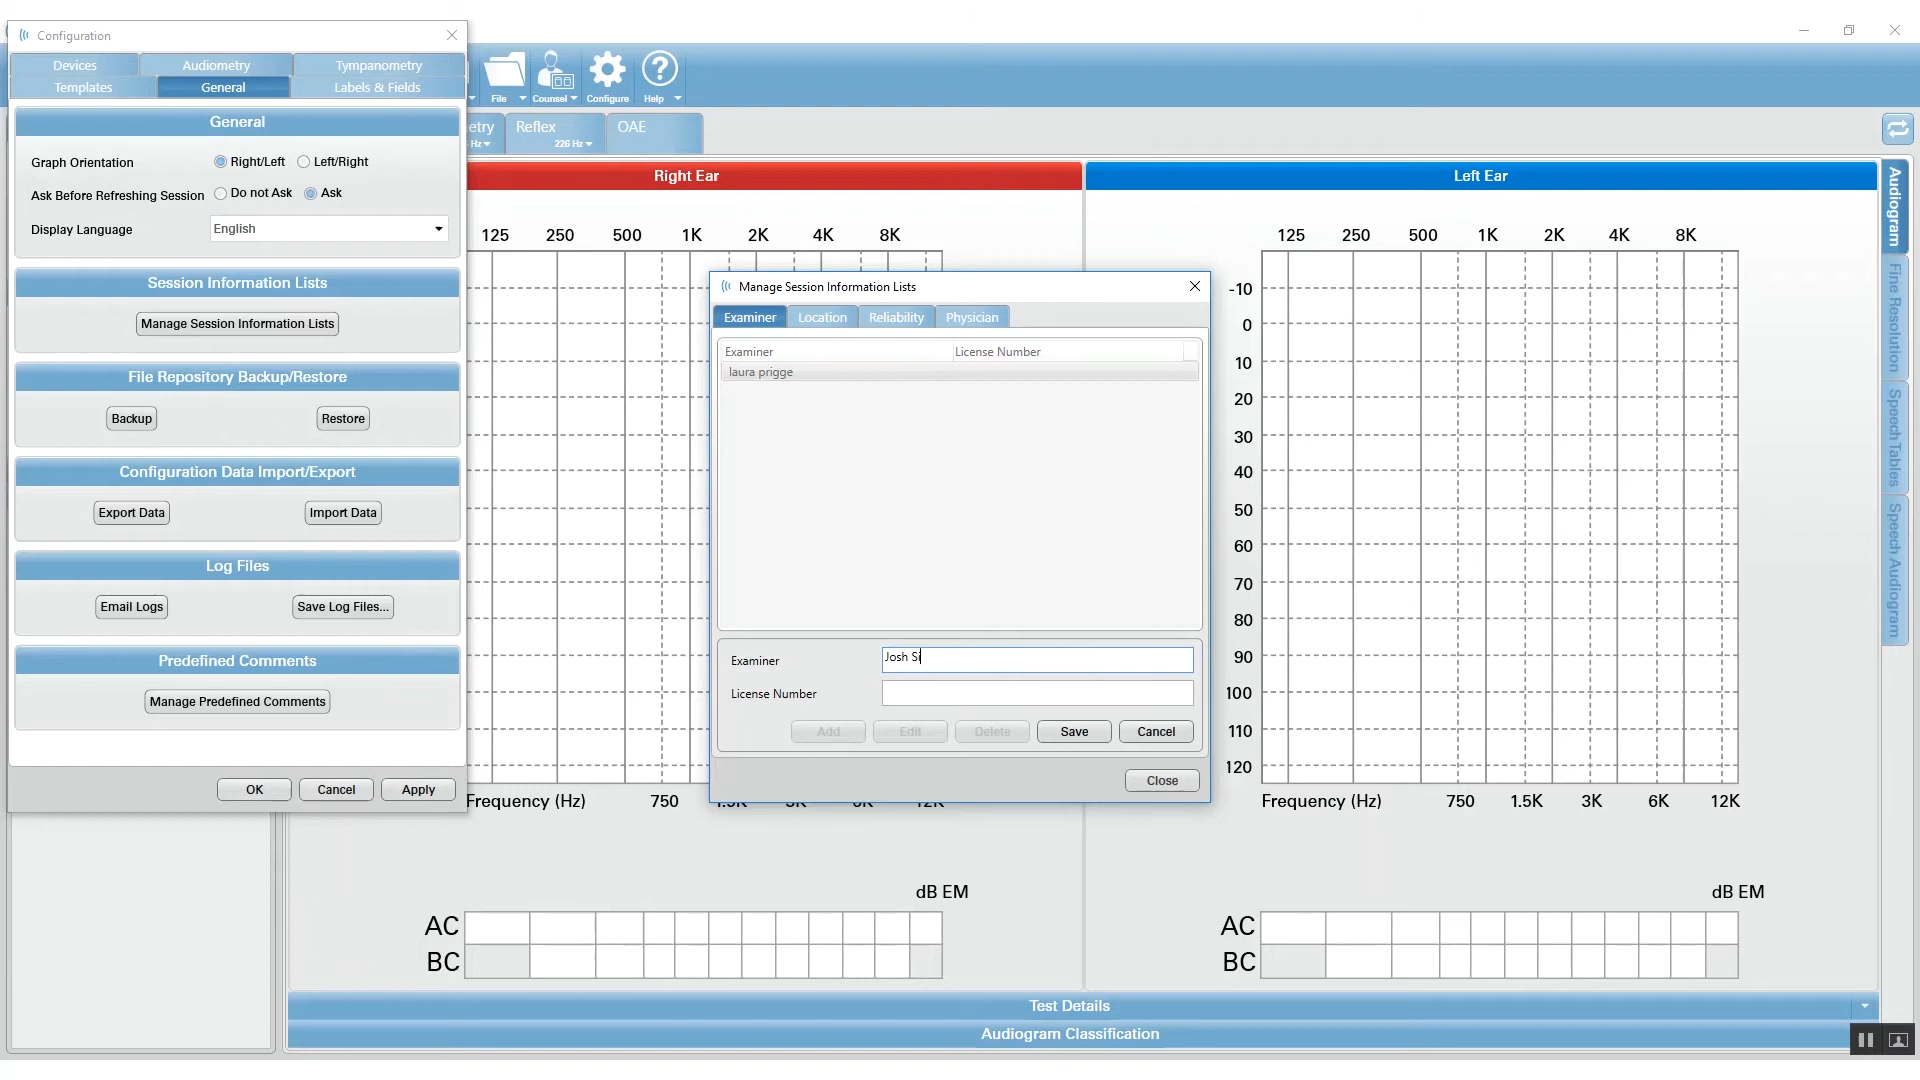 Configuration
Devices
Audiometry
Tympanometry
Templates
General
Labels & Fields
General
Graph Orientation
Right/Left
Left/Right
Ask Before Refreshing Session
Do not Ask
Ask
Display Language
English
Session Information Lists
Manage Session Information Lists
File Repository Backup/Restore
Backup
Restore
Configuration Data Import/Export
Export Data
Import Data
Log Files
Email Logs
Save Log Files...
Predefined Comments
Manage Predefined Comments
OK
Cancel
Apply
File
Counsel
Configure
Help
etry
Hz
Reflex
226 Hz
OAE
Right Ear
125 250 500 1K 2K 4K 8K
Frequency (Hz) 750 1.5K 3K 6K 12K
dB EM
AC
BC
Manage Session Information Lists
Examiner
Location
Reliability
Physician
Examiner
License Number
laura prigge
Examiner
Josh Si
License Number
Add
Edit
Delete
Save
Cancel
Close
Left Ear
125 250 500 1K 2K 4K 8K
-10
0
10
20
30
40
50
60
70
80
90
100
110
120
Frequency (Hz) 750 1.5K 3K 6K 12K
dB EM
AC
BC
Audiogram
Fine Resolution
Speech Tables
Speech Audiogram
Test Details
Audiogram Classification